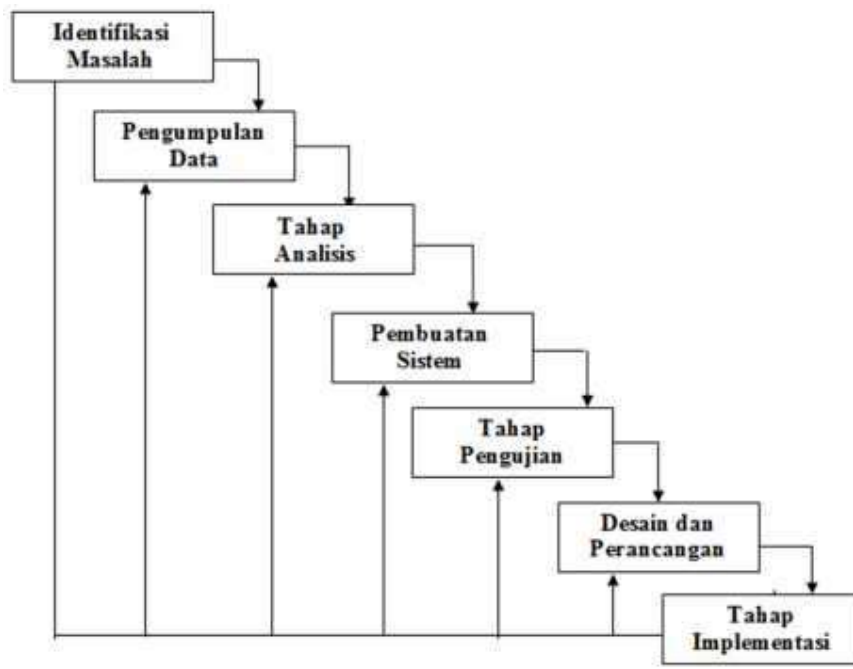 Identifikasi
Masalah
Pengumpulan
Data
Tahap
Analisis
Pembuatan
Sistem
Tahap
Pengujian
Desain dan
Perancangan
Tahap
Implementasi